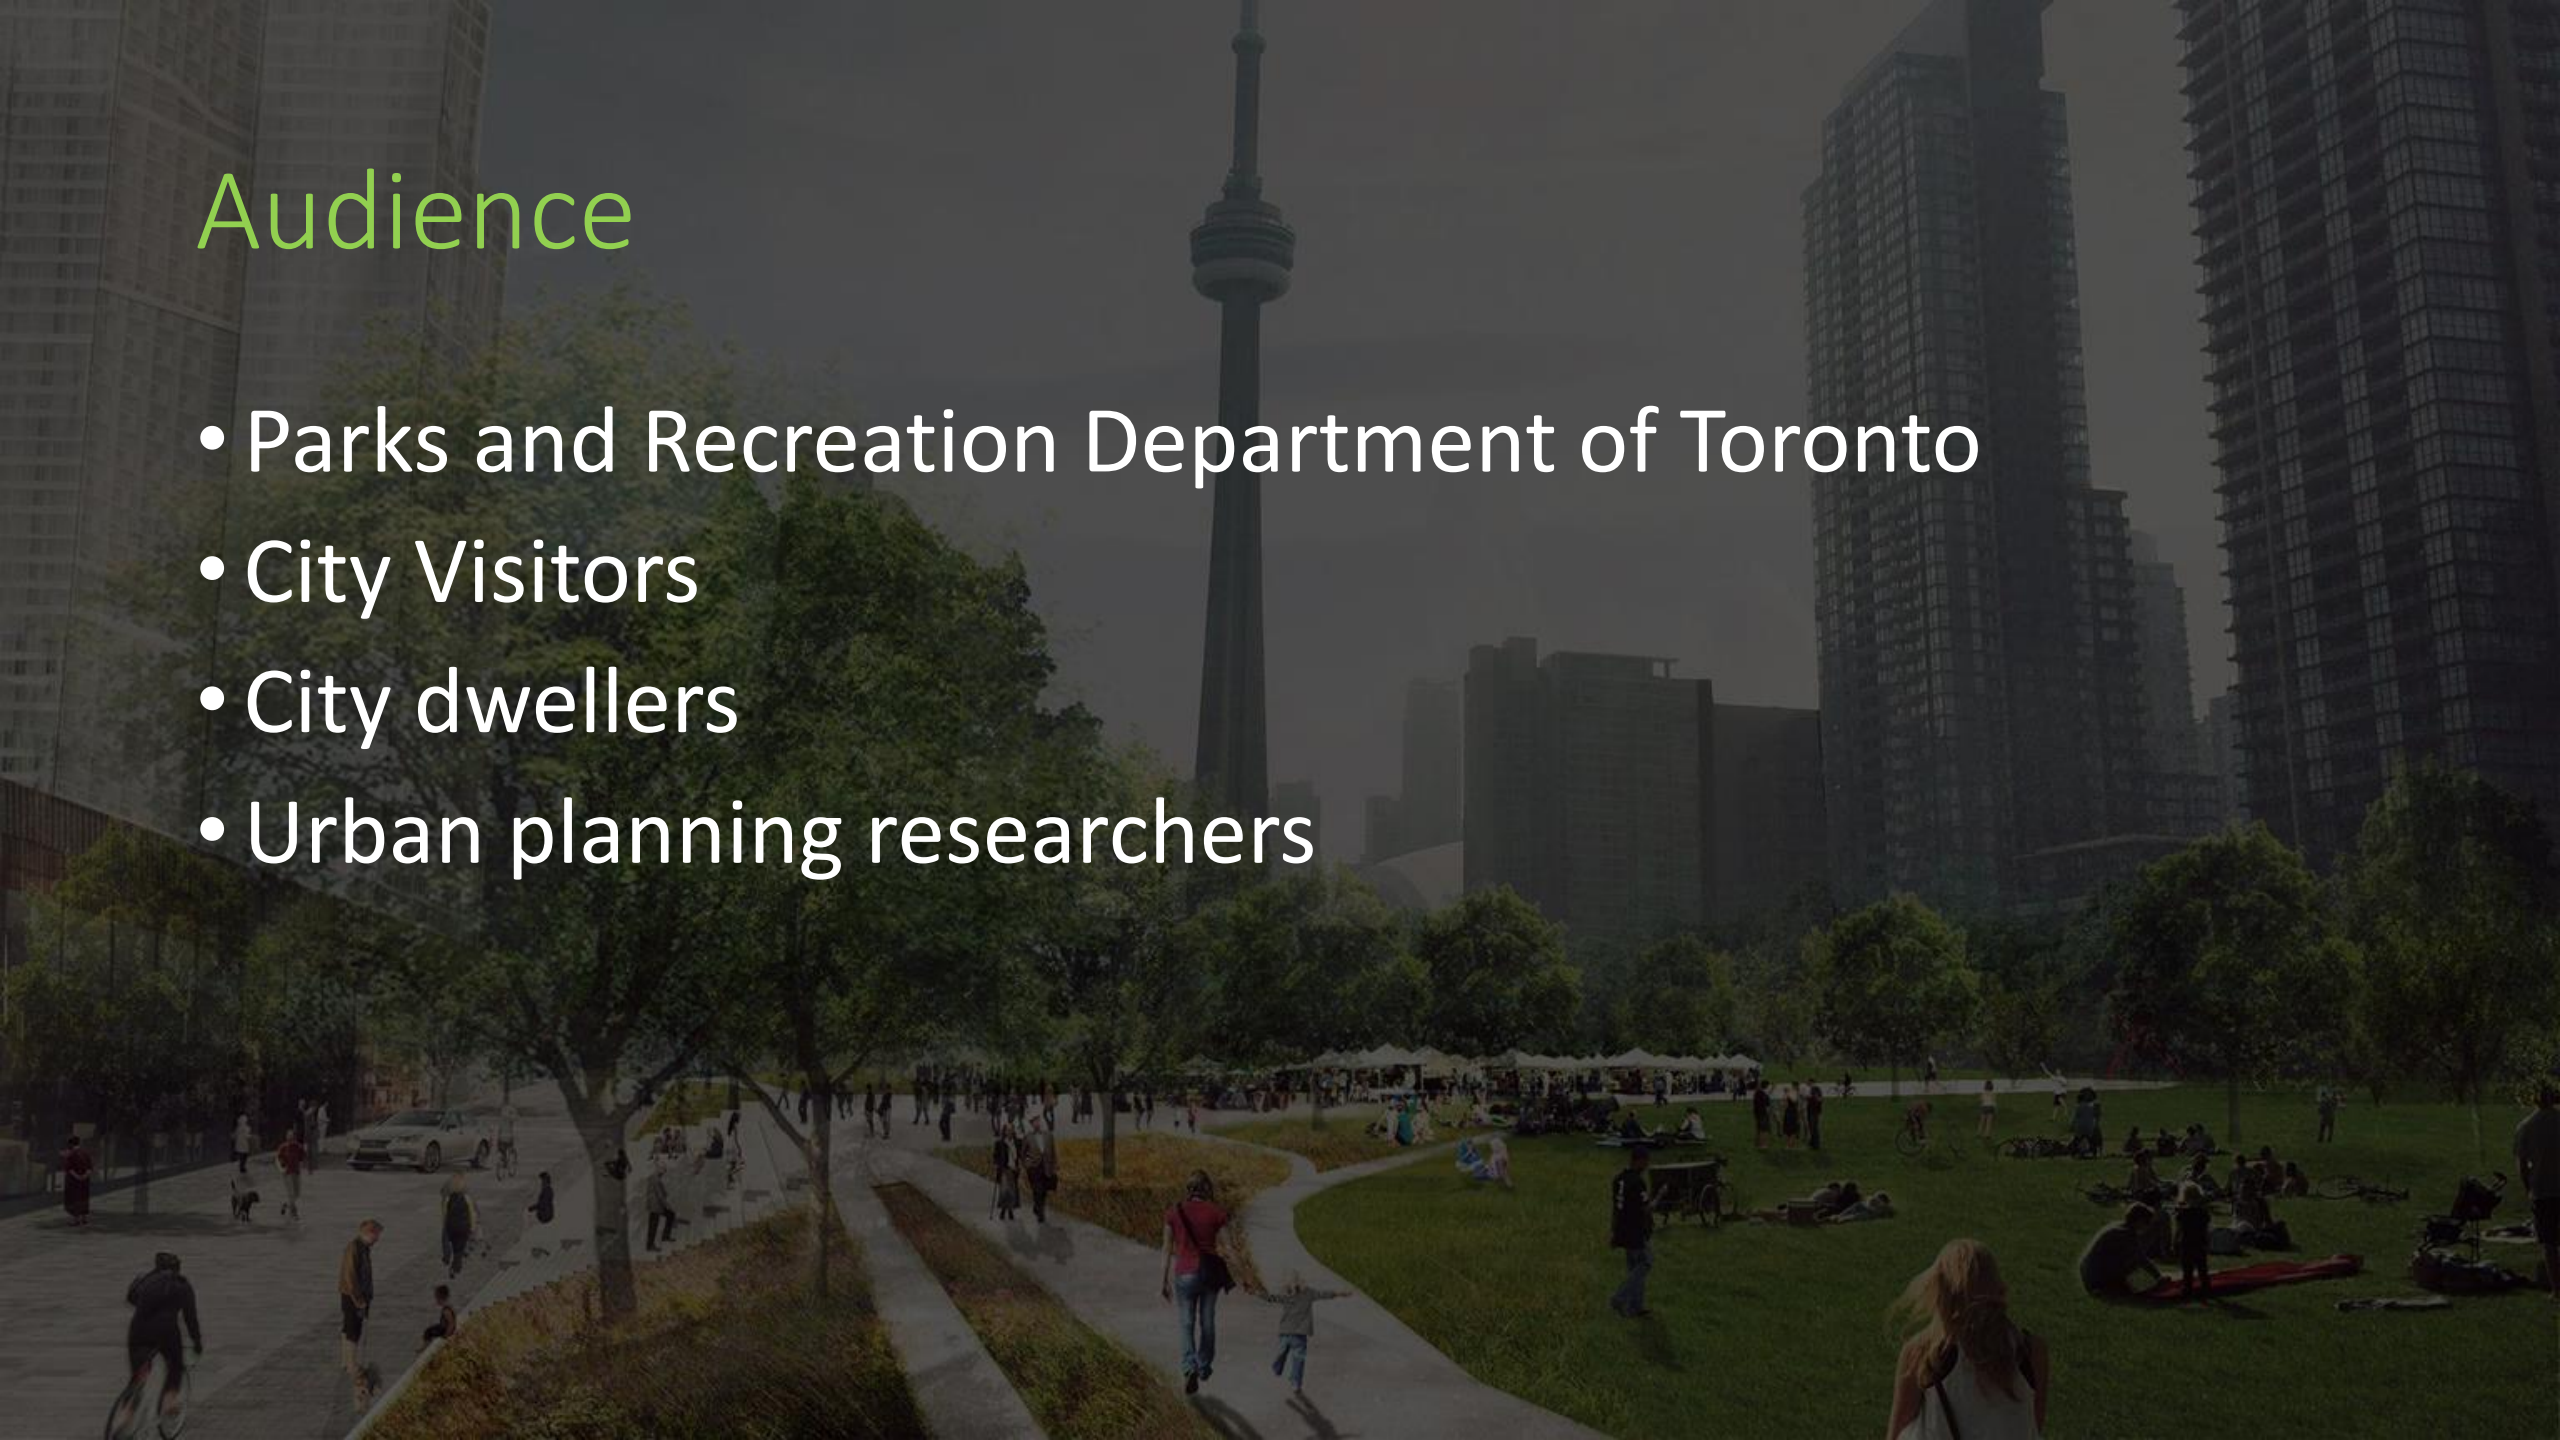 Audience
• Parks and Recreation Department of Toronto
• City Visitors
• City dwellers
• Urban planning researchers